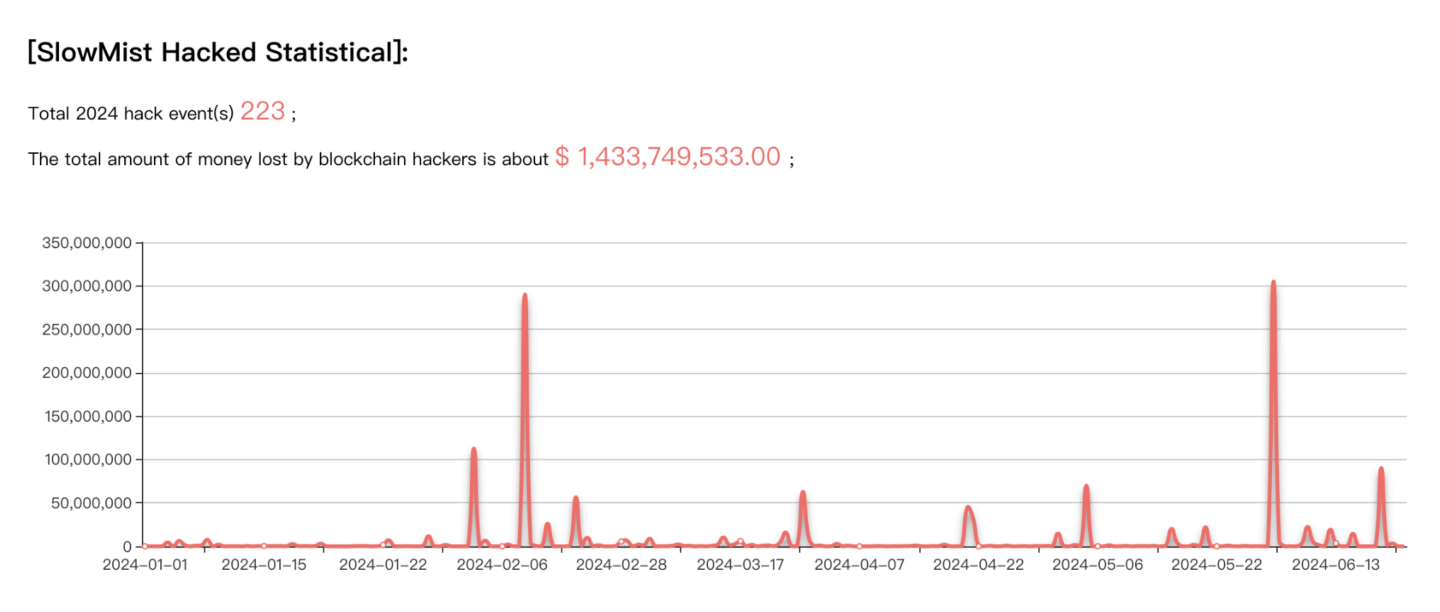 [SlowMist Hacked Statistical]:
Total 2024 hack event(s) 223 ;
The total amount of money lost by blockchain hackers is about $ 1,433,749,533.00 ;
350,000,000
300,000,000
250,000,000
200,000,000
150,000,000
100,000,000
50,000,000
0
2024-01-01 2024-01-15 2024-01-22 2024-02-06 2024-02-28 2024-03-17 2024-04-07 2024-04-22 2024-05-06 2024-05-22 2024-06-13